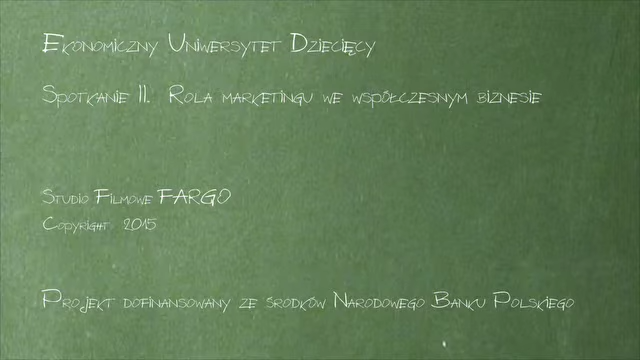 Ekonomiczny Uniwersytet Dziecięcy
Spotkanie II. Rola marketingu we współczesnym biznesie
Studio Filmowe FARGO
Copyright 2015
Projekt dofinansowany ze środków Narodowego Banku Polskiego